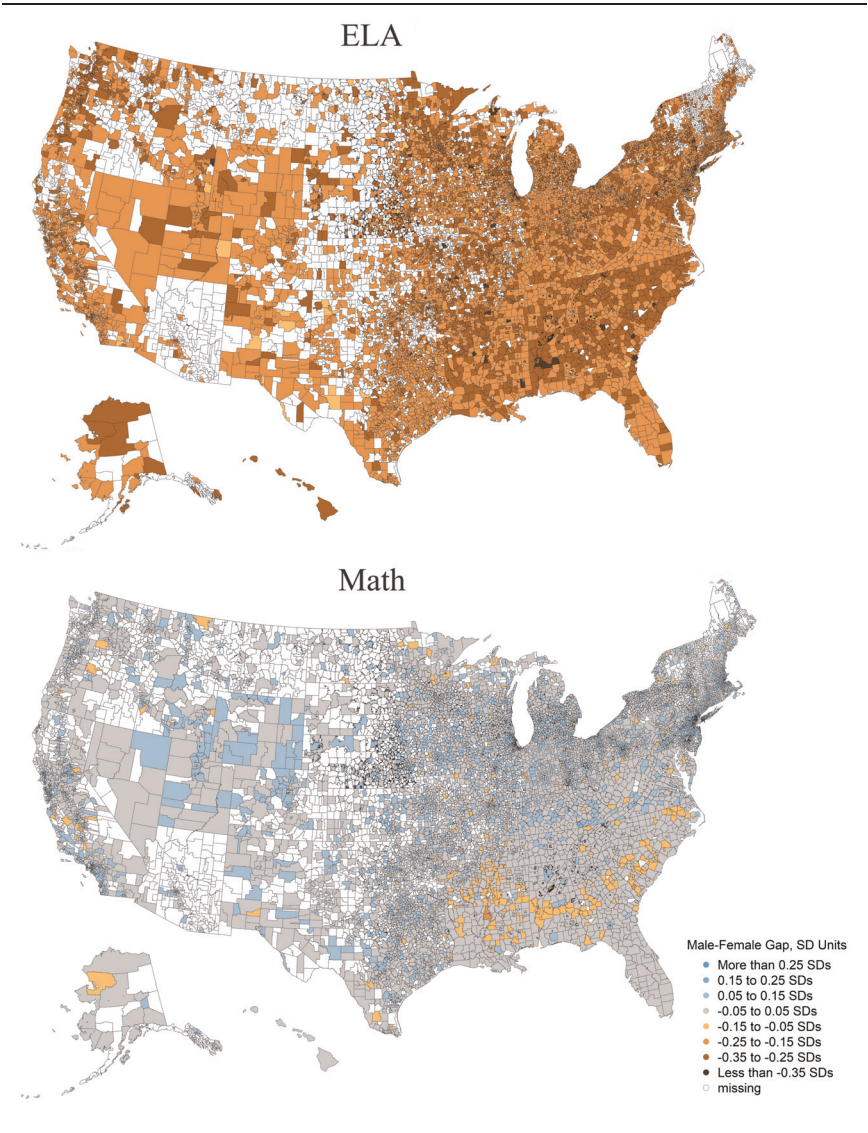 ELA
Math
Male-Female Gap, SD Units
More than 0.25 SDs
0.15 to 0.25 SDs
0.05 to 0.15 SDs
-0.05 to 0.05 SDs
-0.15 to -0.05 SDs
-0.25 to -0.15 SDs
-0.35 to -0.25 SDs
Less than -0.35 SDs
missing